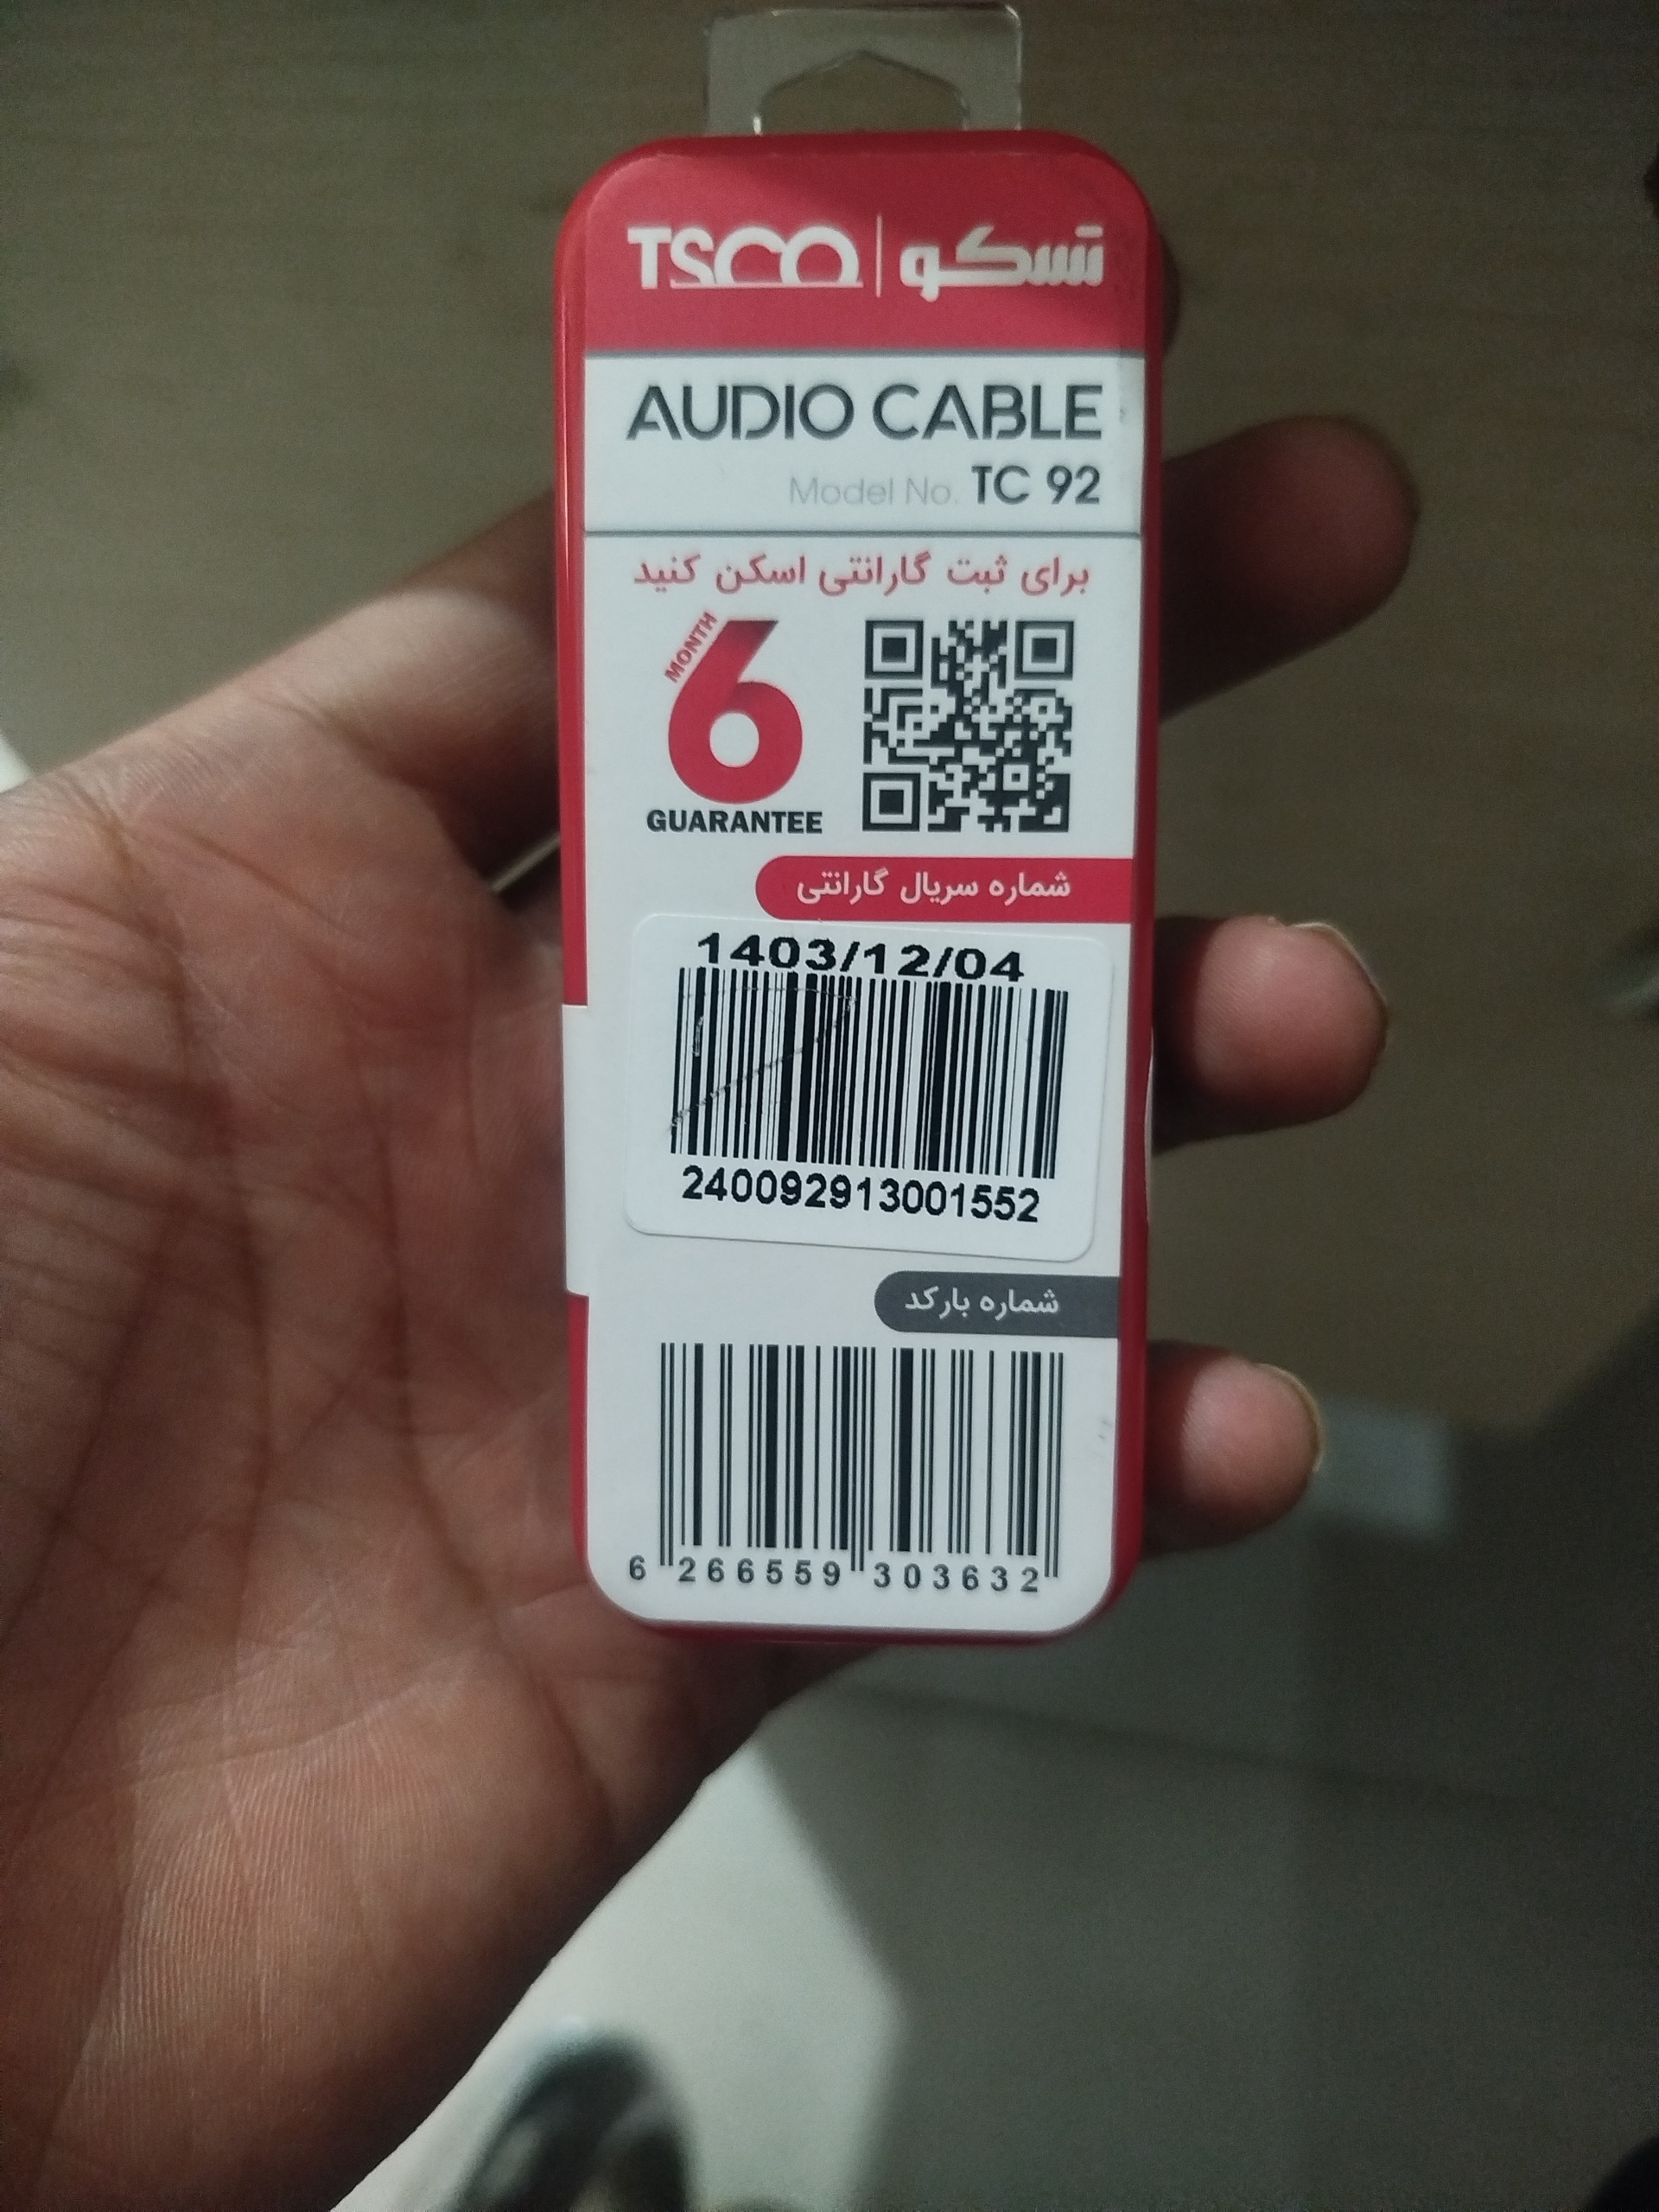 TSCO | تسکو
AUDIO CABLE
Model No. TC 92
برای ثبت گارانتی اسکن کنید
6 MONTH
GUARANTEE
شماره سریال گارانتی
1403/12/04
240092913001552
شماره بارکد
6 266559 303632